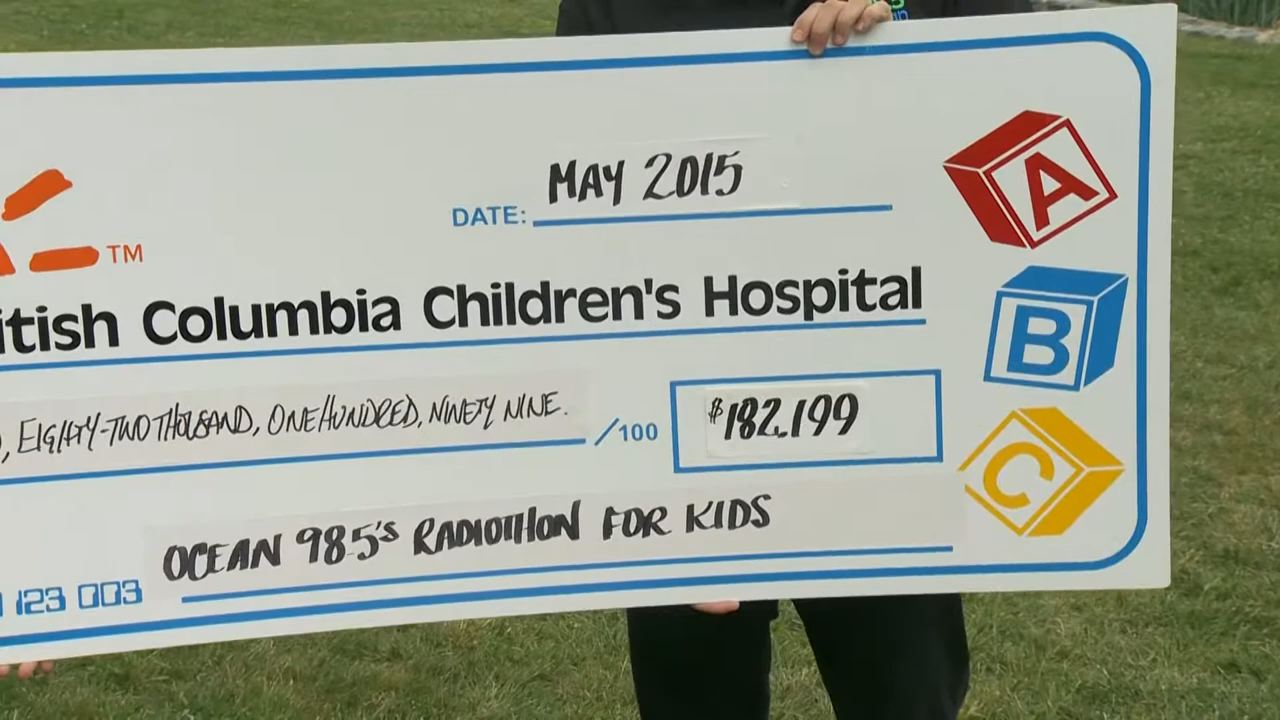 MAY 2015
DATE:
TM
itish Columbia Children's Hospital
, EIGHTY-TWO THOUSAND, ONE HUNDRED, NINETY NINE.
/100
$182,199
OCEAN 98.5's RADIOTHON FOR KIDS
123 003
A
B
C